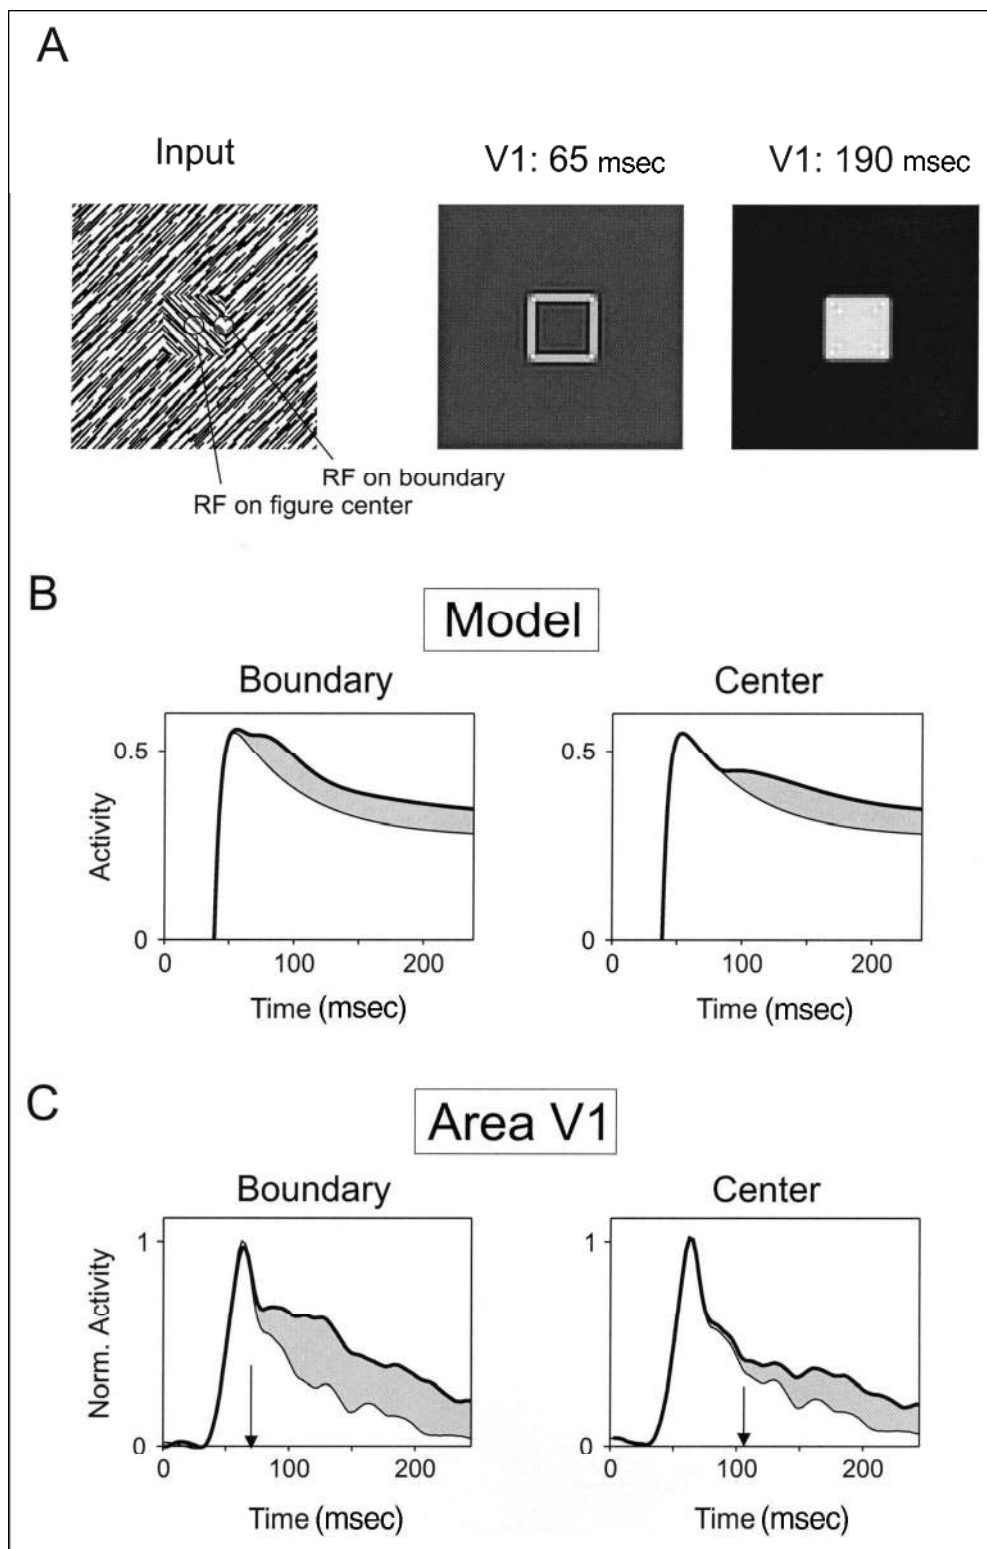 A
Input
V1: 65 msec
V1: 190 msec
RF on boundary
RF on figure center
B
Model
Boundary
Center
Activity
0.5
0
0
100
200
Time (msec)
0.5
0
0
100
200
Time (msec)
C
Area V1
Boundary
Center
Norm. Activity
1
0
0
100
200
Time (msec)
1
0
0
100
200
Time (msec)